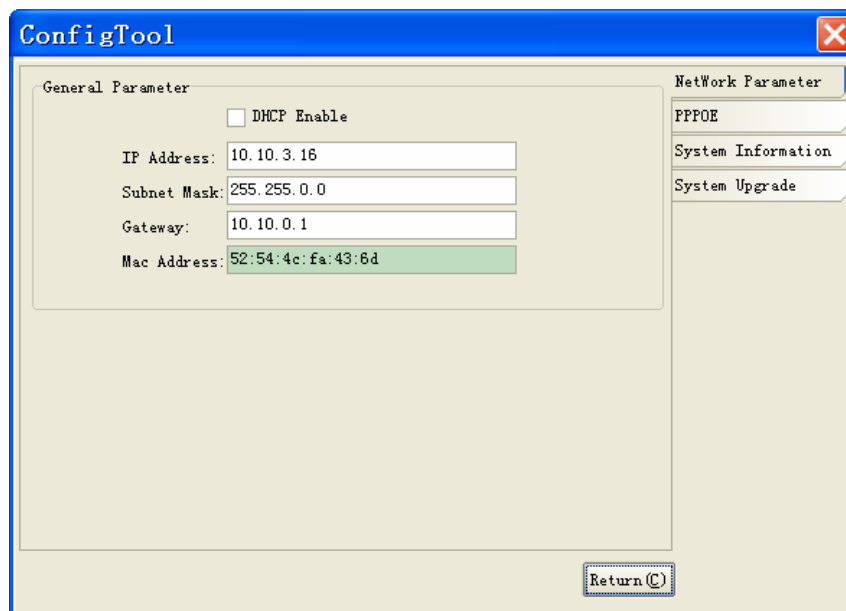 ConfigTool
General Parameter
DHCP Enable
IP Address: 10.10.3.16
Subnet Mask: 255.255.0.0
Gateway: 10.10.0.1
Mac Address: 52:54:4c:fa:43:6d
NetWork Parameter
PPPOE
System Information
System Upgrade
Return(C)